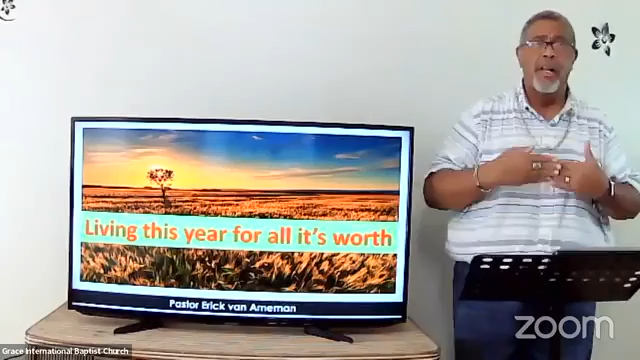 Living this year for all it's worth
Pastor Erick van Ameman
Grace International Baptist Church
zoom